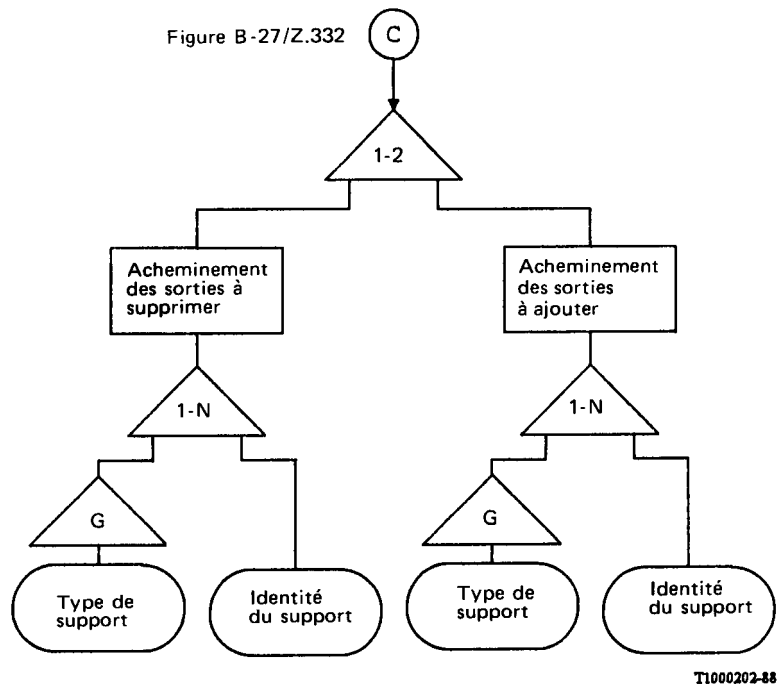 Figure B-27/Z.332
C
1-2
Acheminement
des sorties à
supprimer
Acheminement
des sorties
à ajouter
1-N
1-N
G
G
Type de
support
Identité
du support
Type de
support
Identité
du support
T1000202-88